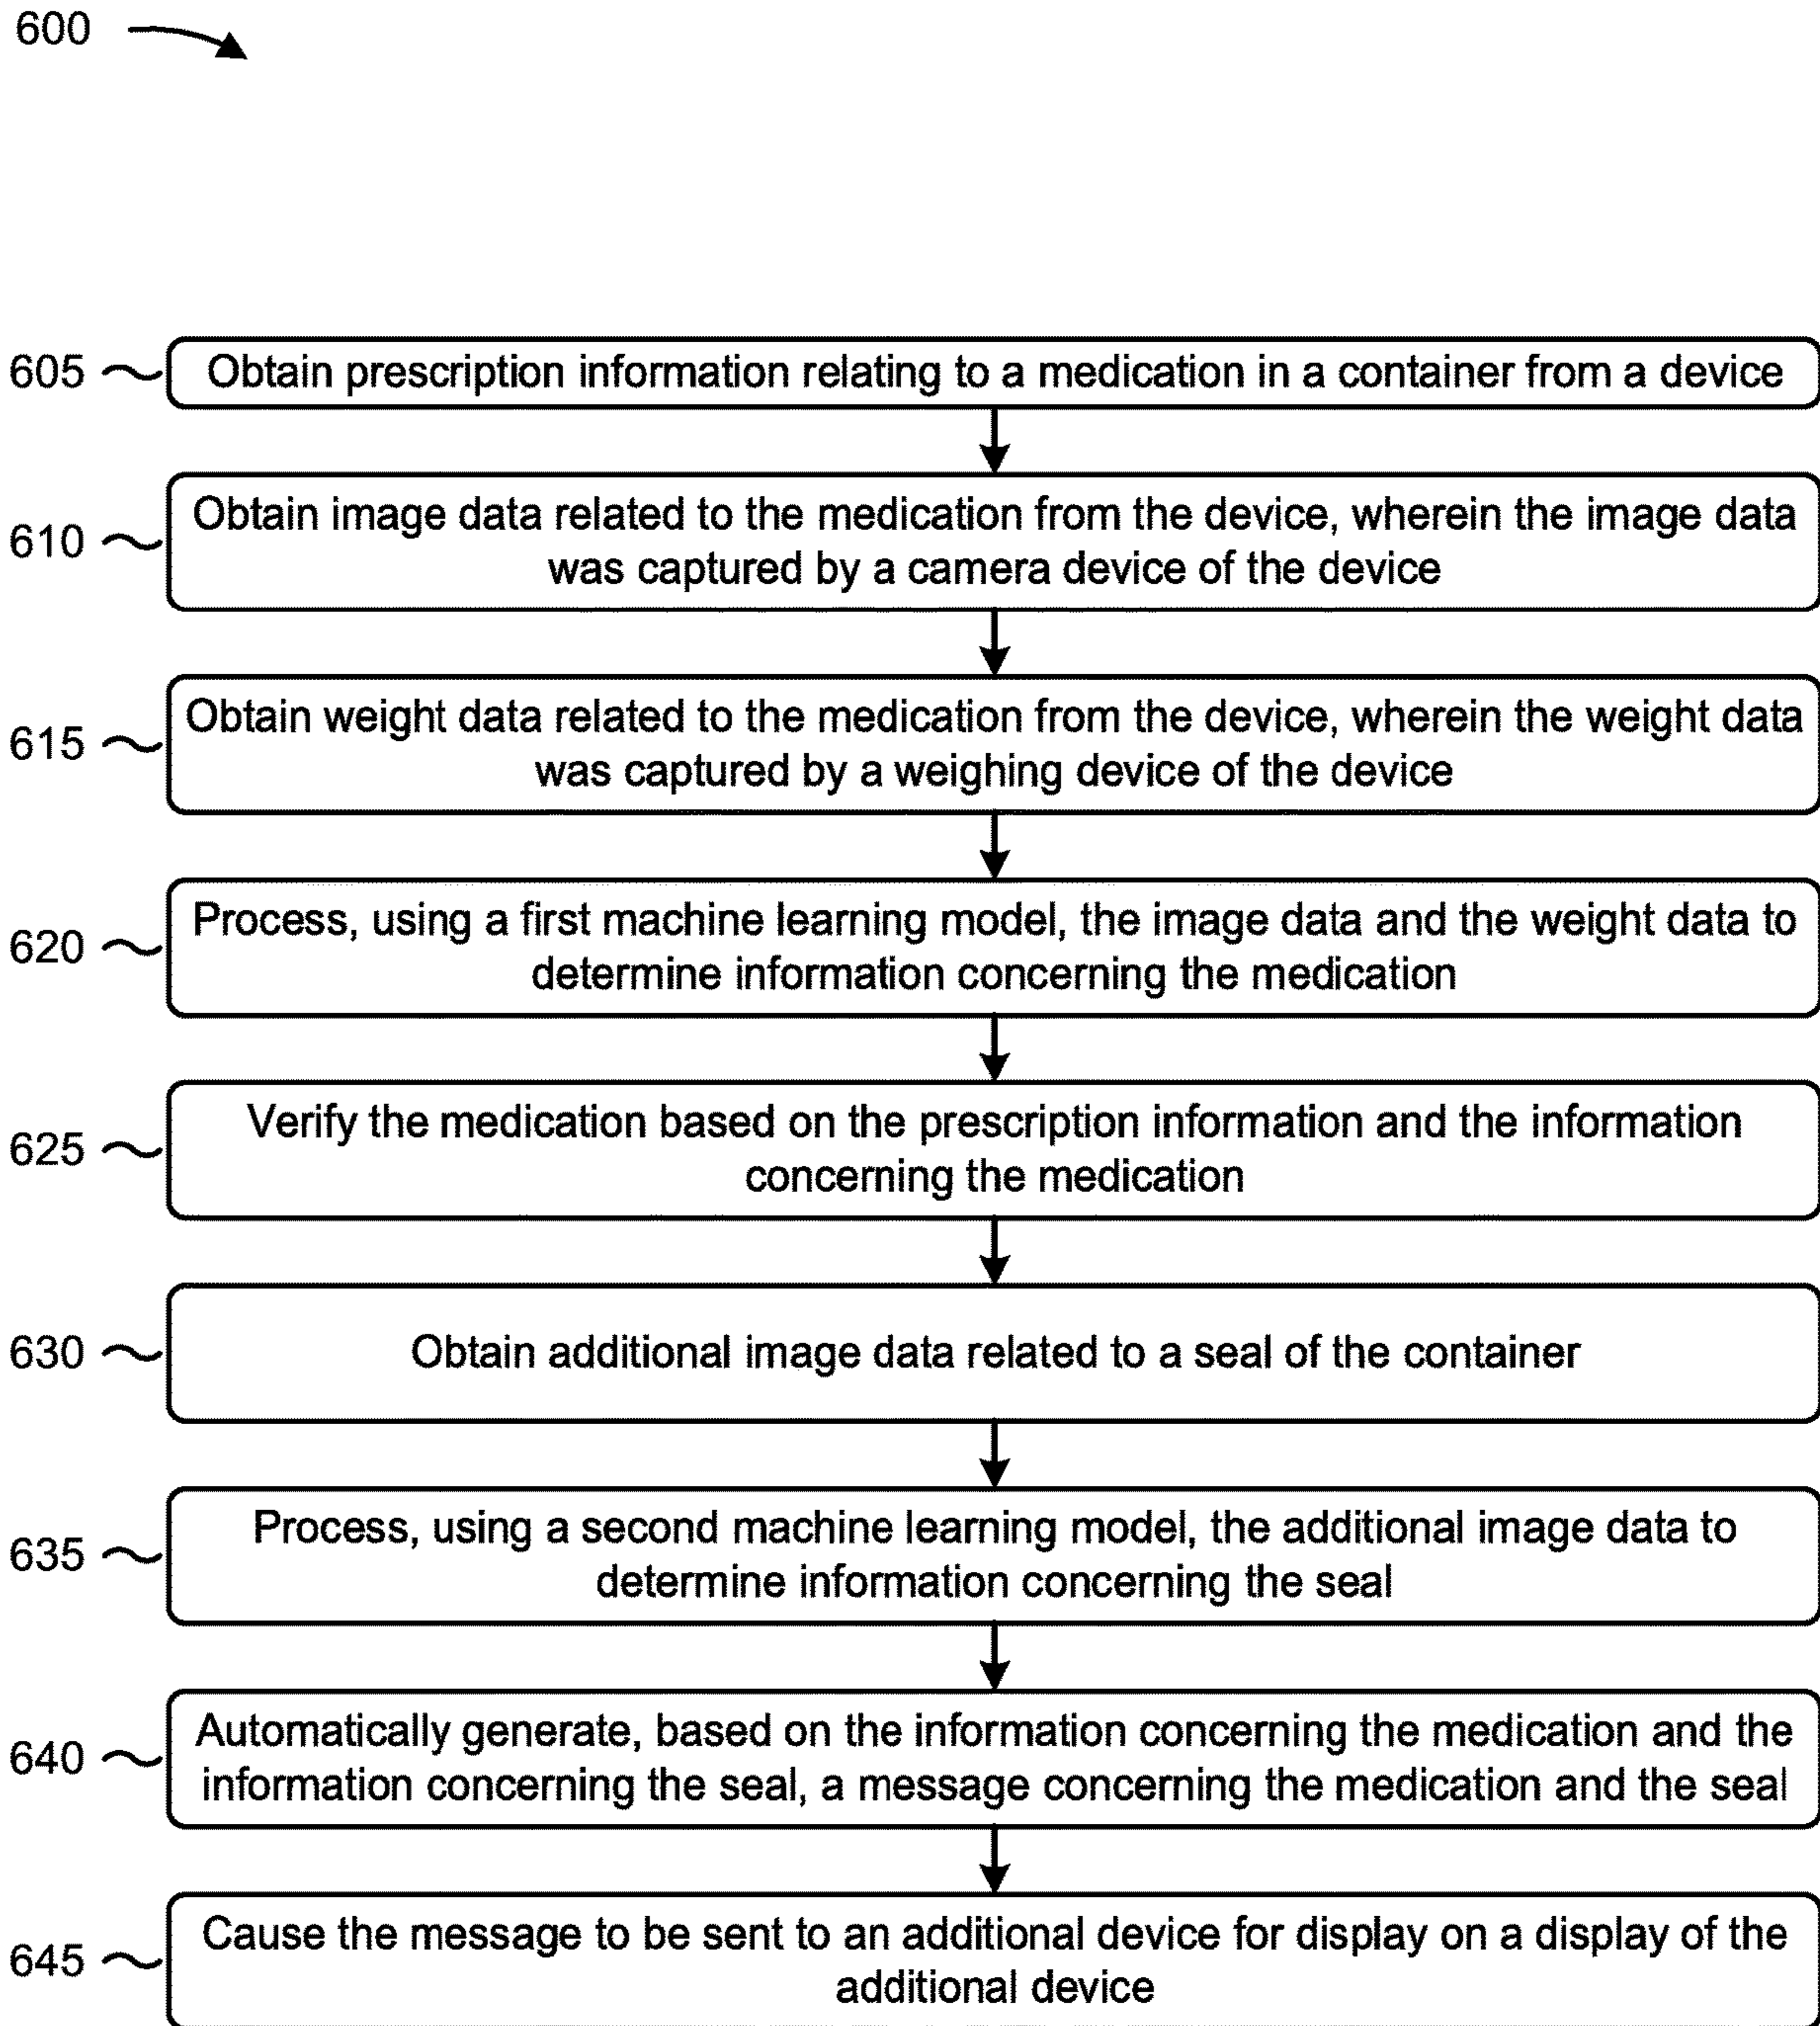 600
605
Obtain prescription information relating to a medication in a container from a device
610
Obtain image data related to the medication from the device, wherein the image data
was captured by a camera device of the device
615
Obtain weight data related to the medication from the device, wherein the weight data
was captured by a weighing device of the device
620
Process, using a first machine learning model, the image data and the weight data to
determine information concerning the medication
625
Verify the medication based on the prescription information and the information
concerning the medication
630
Obtain additional image data related to a seal of the container
635
Process, using a second machine learning model, the additional image data to
determine information concerning the seal
640
Automatically generate, based on the information concerning the medication and the
information concerning the seal, a message concerning the medication and the seal
645
Cause the message to be sent to an additional device for display on a display of the
additional device